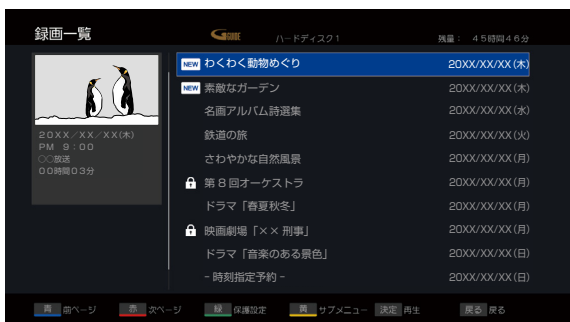 録画一覧 G GUIDE ハードディスク1 残量： 45時間46分
NEW わくわく動物めぐり 20XX/XX/XX(木)
NEW 素敵なガーデン 20XX/XX/XX(木)
名画アルバム詩選集 20XX/XX/XX(水)
鉄道の旅 20XX/XX/XX(火)
さわやかな自然風景 20XX/XX/XX(月)
第8回オーケストラ 20XX/XX/XX(月)
ドラマ「春夏秋冬」 20XX/XX/XX(月)
映画劇場「×× 刑事」 20XX/XX/XX(月)
ドラマ「音楽のある景色」 20XX/XX/XX(日)
- 時刻指定予約 - 20XX/XX/XX(日)
20XX／XX／XX(木)
PM 9：00
○○放送
00時間03分
青 前ページ 赤 次ページ 緑 保護設定 黄 サブメニュー 決定 再生 戻る 戻る